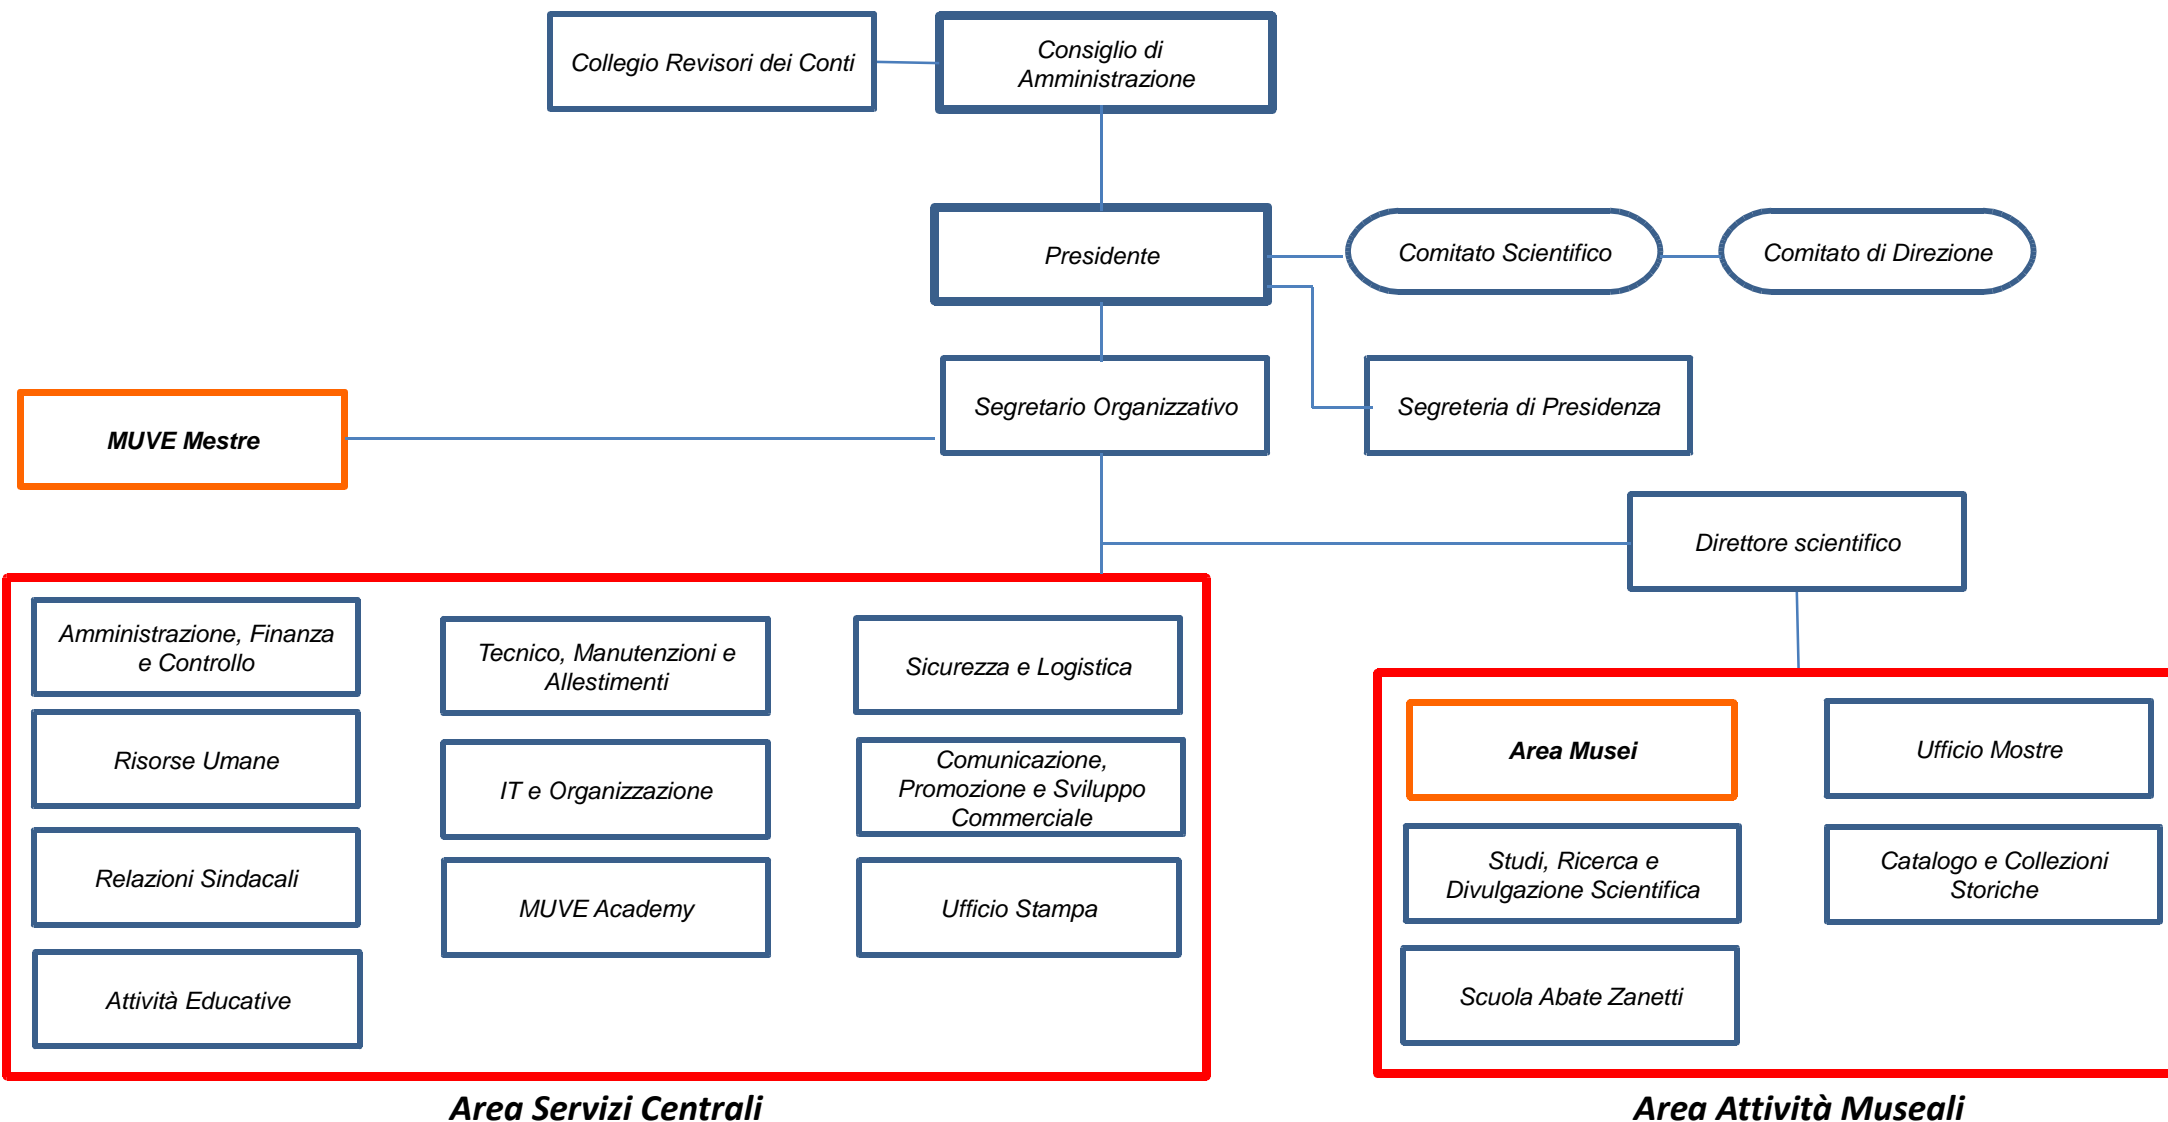 Collegio Revisori dei Conti
Consiglio di
Amministrazione
Presidente
Comitato Scientifico
Comitato di Direzione
Segretario Organizzativo
Segreteria di Presidenza
MUVE Mestre
Direttore scientifico
Amministrazione, Finanza
e Controllo
Tecnico, Manutenzioni e
Allestimenti
Sicurezza e Logistica
Risorse Umane
IT e Organizzazione
Comunicazione,
Promozione e Sviluppo
Commerciale
Relazioni Sindacali
MUVE Academy
Ufficio Stampa
Attività Educative
Area Musei
Ufficio Mostre
Studi, Ricerca e
Divulgazione Scientifica
Catalogo e Collezioni
Storiche
Scuola Abate Zanetti
Area Servizi Centrali
Area Attività Museali